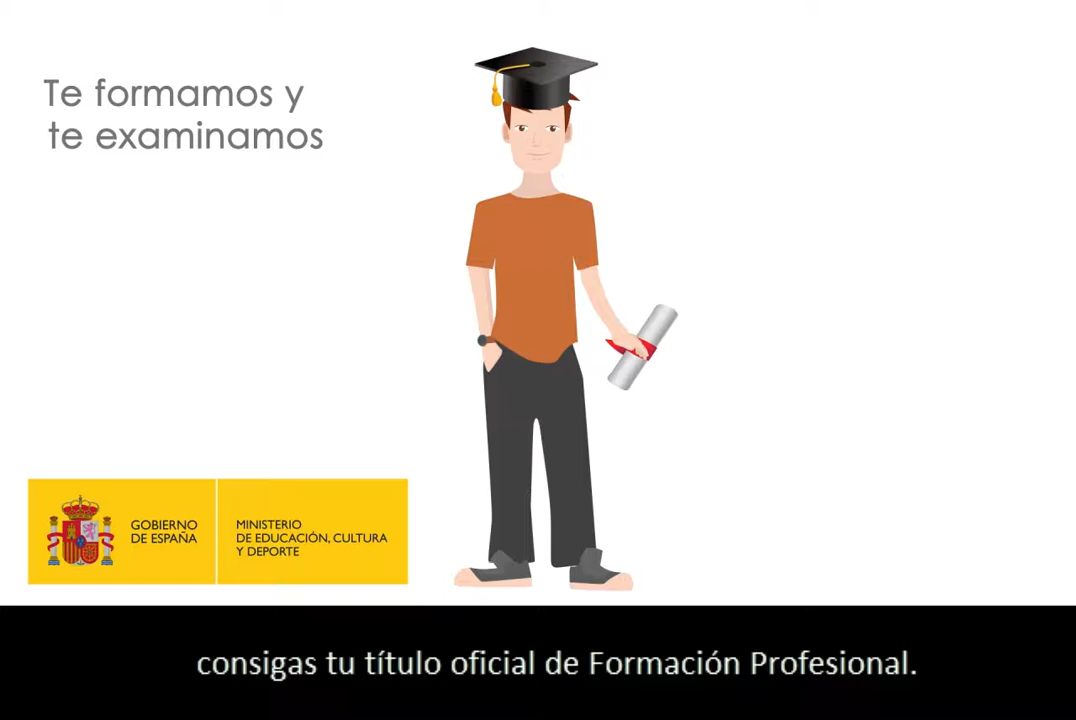 Te formamos y
te examinamos
GOBIERNO
DE ESPAÑA
MINISTERIO
DE EDUCACIÓN, CULTURA
Y DEPORTE
consigas tu título oficial de Formación Profesional.